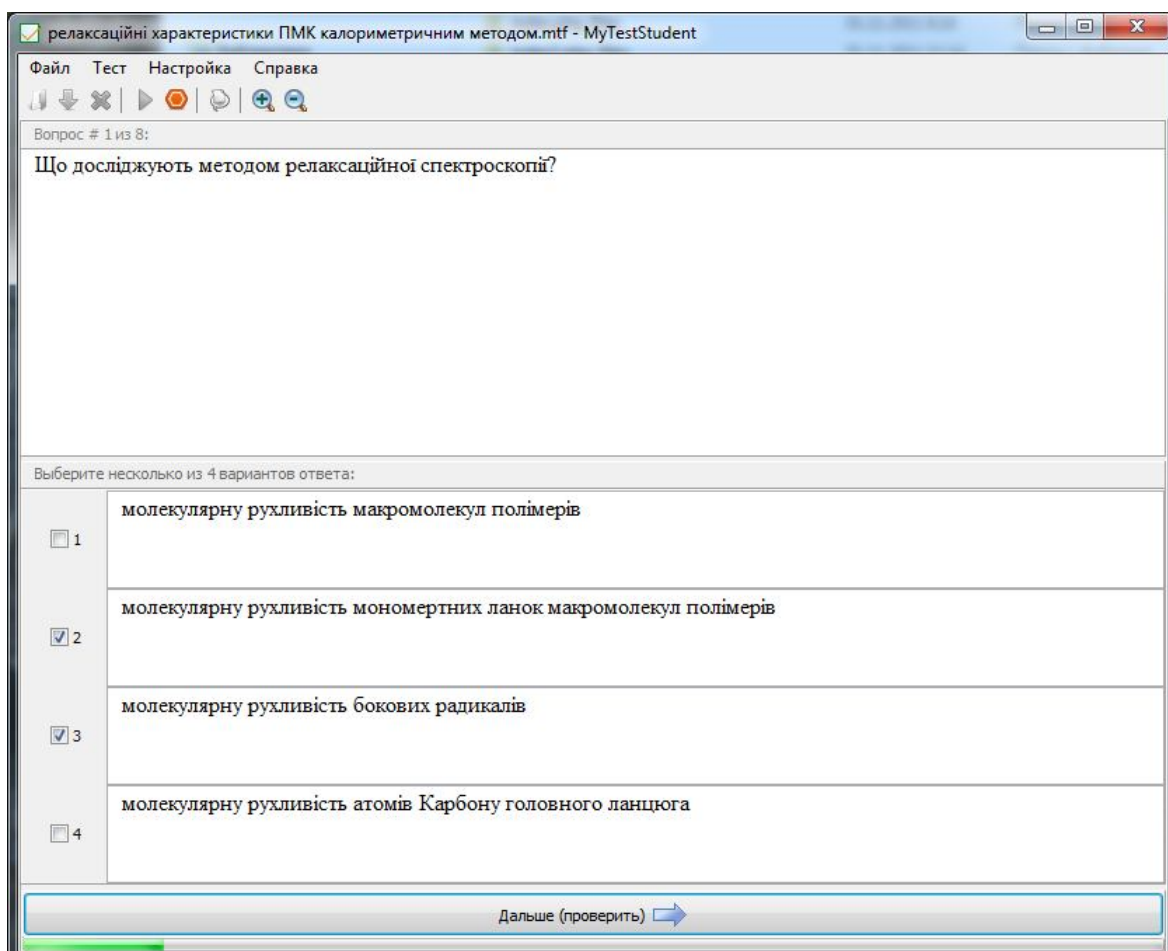 релаксаційні характеристики ПМК калориметричним методом.mtf - MyTestStudent
Файл Тест Настройка Справка
Вопрос # 1 из 8:
Що досліджують методом релаксаційної спектроскопії?
Выберите несколько из 4 вариантов ответа:
1 молекулярну рухливість макромолекул полімерів
2 молекулярну рухливість мономертних ланок макромолекул полімерів
3 молекулярну рухливість бокових радикалів
4 молекулярну рухливість атомів Карбону головного ланцюга
Дальше (проверить)